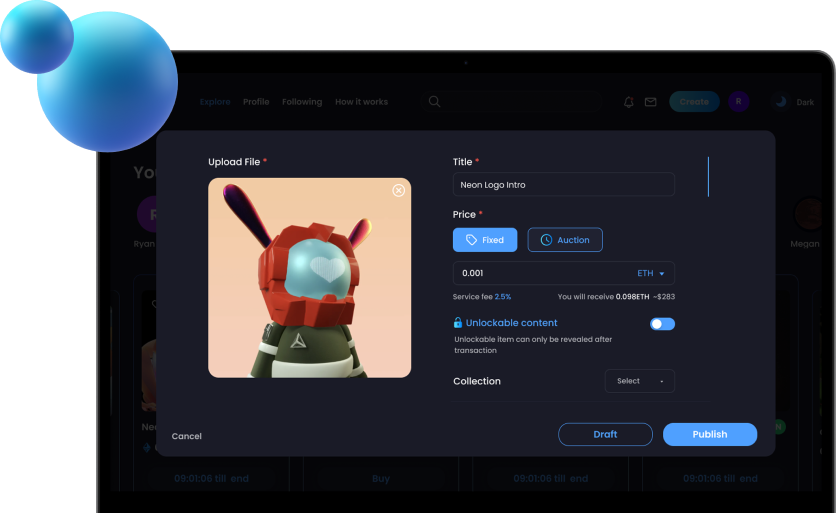 Explore Profile Following How it works
Create R Dark
Upload File *
Title *
Neon Logo Intro
Price *
Fixed Auction
0.001 ETH
Service fee 2.5% You will receive 0.098ETH ~$283
Unlockable content
Unlockable item can only be revealed after
transaction
Collection Select
Cancel Draft Publish
Yo
Ryan
Megan
Ne
N
09:01:06 till end Buy 09:01:06 till end 09:01:06 till end